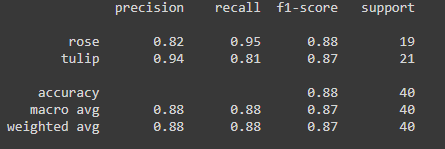 precision recall f1-score support
rose 0.82 0.95 0.88 19
tulip 0.94 0.81 0.87 21
accuracy 0.88 40
macro avg 0.88 0.88 0.87 40
weighted avg 0.88 0.88 0.87 40